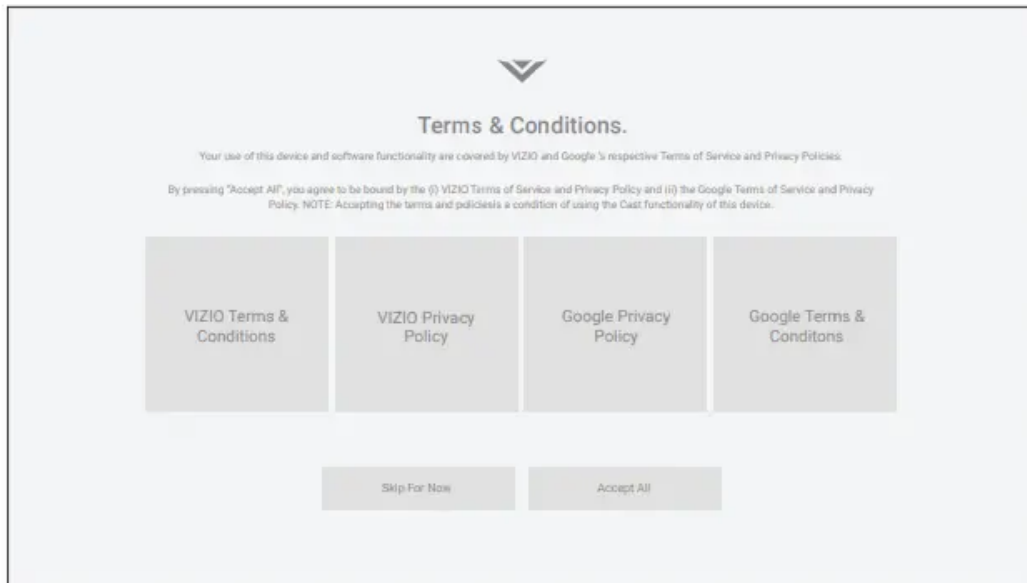 Terms & Conditions.
Your use of this device and software functionality are covered by VIZIO and Google 's respective Terms of Service and Privacy Policies.
By pressing "Accept All", you agree to be bound by the (i) VIZIO Terms of Service and Privacy Policy and (ii) the Google Terms of Service and Privacy
Policy. NOTE: Accepting the terms and policiesis a condition of using the Cast functionality of this device.
VIZIO Terms &
Conditions
VIZIO Privacy
Policy
Google Privacy
Policy
Google Terms &
Conditons
Skip For Now
Accept All